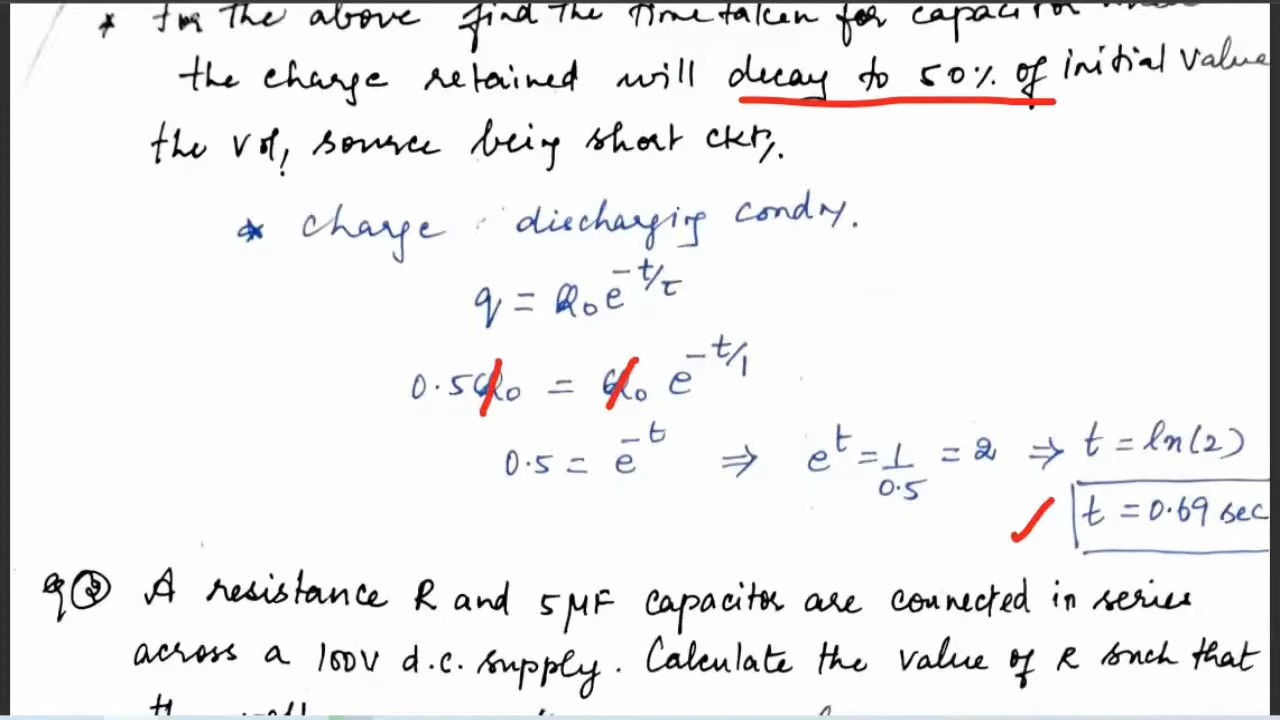 * For the above find the time taken for capacitor
the charge retained will decay to 50% of initial value
the vol, source being short ckt.
* Charge : discharging condn.
q = Q₀e^(-t/τ)
0.5Q₀ = Q₀ e^(-t/1)
0.5 = e^(-t) ⇒ e^t = 1/0.5 = 2 ⇒ t = ln(2)
t = 0.69 sec
q② A resistance R and 5 μF capacitor are connected in series
across a 100V d.c. supply. Calculate the value of R such that